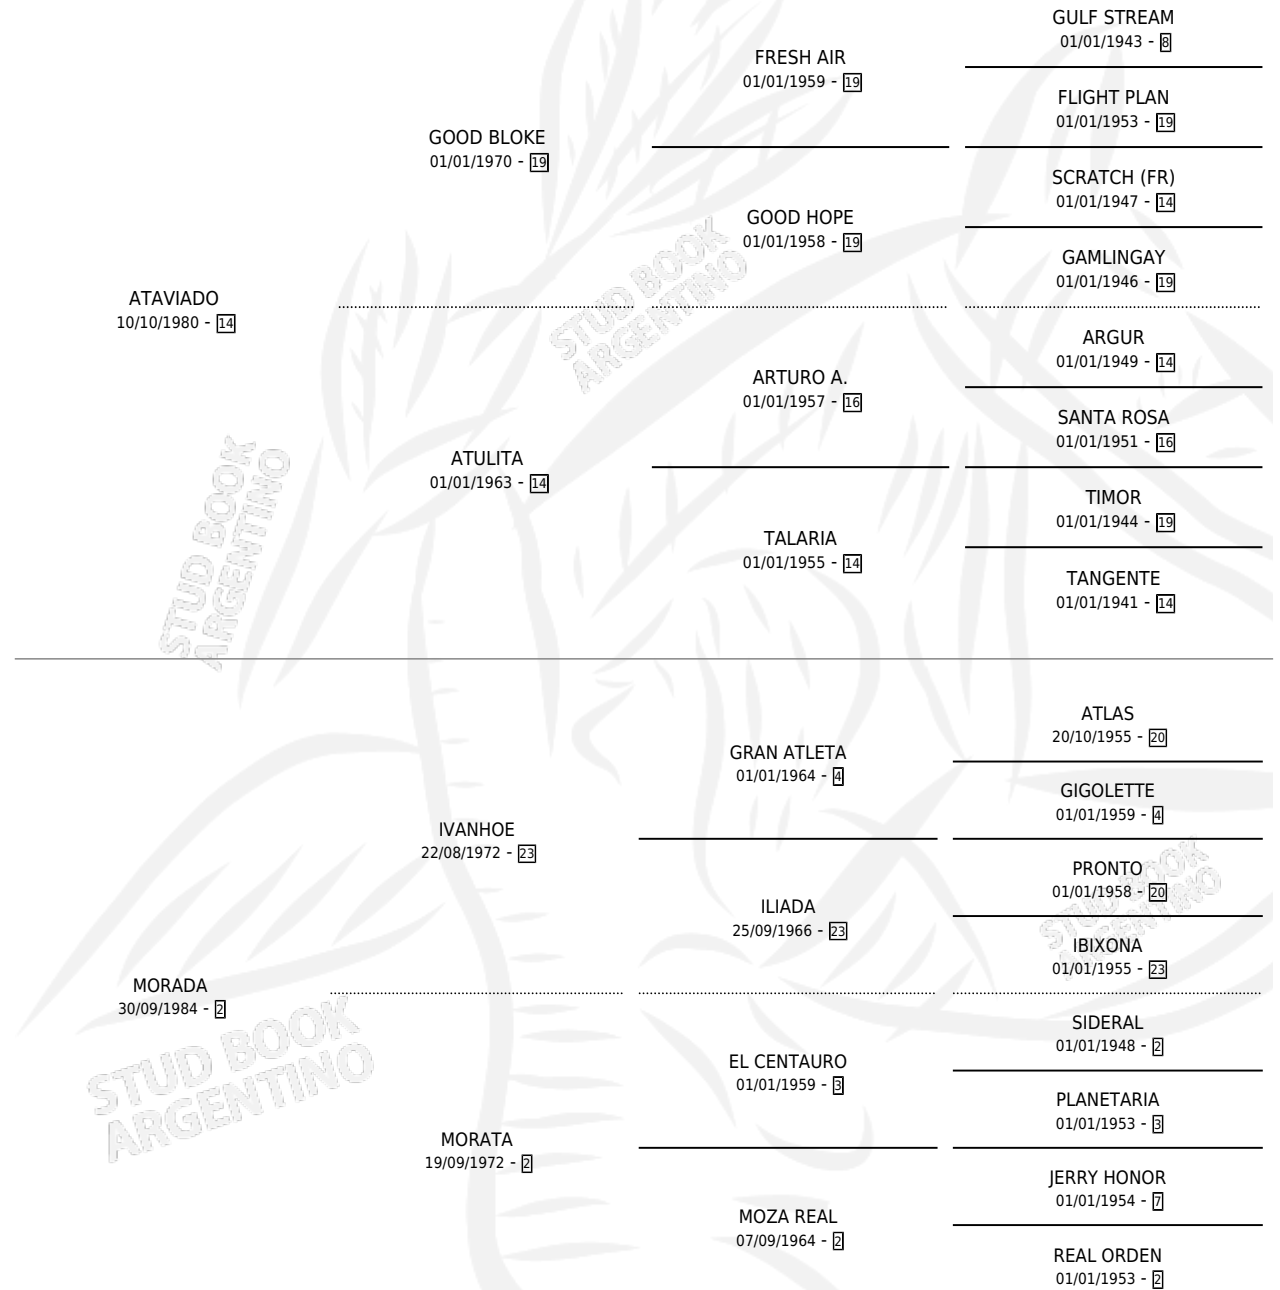 GULF STREAM
01/01/1943 - 8
FRESH AIR
01/01/1959 - 19
FLIGHT PLAN
01/01/1953 - 19
GOOD BLOKE
01/01/1970 - 19
SCRATCH (FR)
01/01/1947 - 14
GOOD HOPE
01/01/1958 - 19
GAMLINGAY
01/01/1946 - 19
ATAVIADO
10/10/1980 - 14
ARGUR
01/01/1949 - 14
ARTURO A.
01/01/1957 - 16
SANTA ROSA
01/01/1951 - 16
ATULITA
01/01/1963 - 14
TIMOR
01/01/1944 - 19
TALARIA
01/01/1955 - 14
TANGENTE
01/01/1941 - 14
ATLAS
20/10/1955 - 20
GRAN ATLETA
01/01/1964 - 4
GIGOLETTE
01/01/1959 - 4
IVANHOE
22/08/1972 - 23
PRONTO
01/01/1958 - 20
ILIADA
25/09/1966 - 23
IBIXONA
01/01/1955 - 23
MORADA
30/09/1984 - 2
SIDERAL
01/01/1948 - 2
EL CENTAURO
01/01/1959 - 3
PLANETARIA
01/01/1953 - 3
MORATA
19/09/1972 - 2
JERRY HONOR
01/01/1954 - 7
MOZA REAL
07/09/1964 - 2
REAL ORDEN
01/01/1953 - 2
STUD BOOK
ARGENTINO
STUD BOOK
ARGENTINO
STUD BOOK
ARGENTINO
STUD BOOK
ARGENTINO